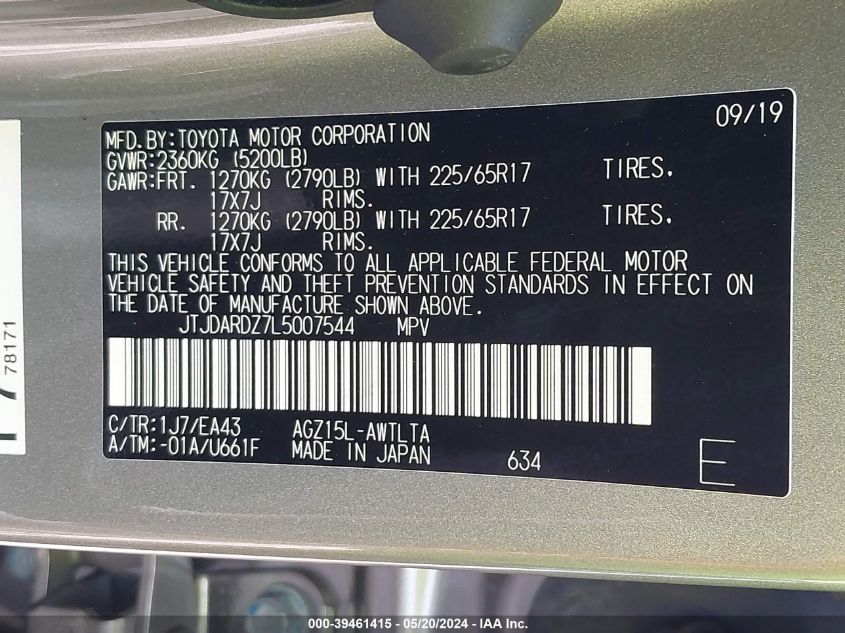 09/19
MFD.BY:TOYOTA MOTOR CORPORATION
GVWR:2360KG (5200LB)
GAWR:FRT. 1270KG (2790LB) WITH 225/65R17 TIRES.
17X7J RIMS.
RR. 1270KG (2790LB) WITH 225/65R17 TIRES.
17X7J RIMS.
THIS VEHICLE CONFORMS TO ALL APPLICABLE FEDERAL MOTOR
VEHICLE SAFETY AND THEFT PREVENTION STANDARDS IN EFFECT ON
THE DATE OF MANUFACTURE SHOWN ABOVE.
JTJDARDZ7L5007544 MPV
C/TR:1J7/EA43 AGZ15L-AWTLTA
A/TM:-01A/U661F MADE IN JAPAN 634 E
78171
000-39461415 - 05/20/2024 - IAA Inc.